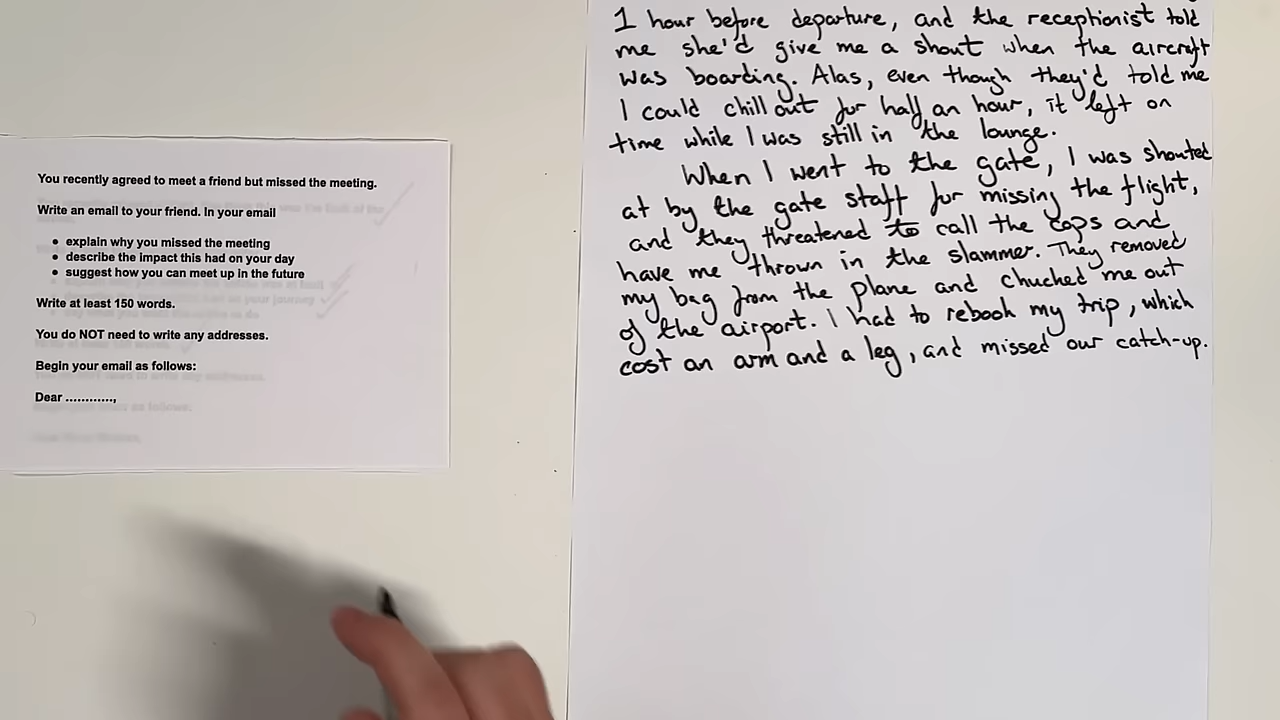 You recently agreed to meet a friend but missed the meeting.
Write an email to your friend. In your email
• explain why you missed the meeting
• describe the impact this had on your day
• suggest how you can meet up in the future
Write at least 150 words.
You do NOT need to write any addresses.
Begin your email as follows:
Dear ............,
1 hour before departure, and the receptionist told
me she'd give me a shout when the aircraft
was boarding. Alas, even though they'd told me
I could chill out for half an hour, it left on
time while I was still in the lounge.
When I went to the gate, I was shouted
at by the gate staff for missing the flight,
and they threatened to call the cops and
have me thrown in the slammer. They removed
my bag from the plane and chucked me out
of the airport. I had to rebook my trip, which
cost an arm and a leg, and missed our catch-up.